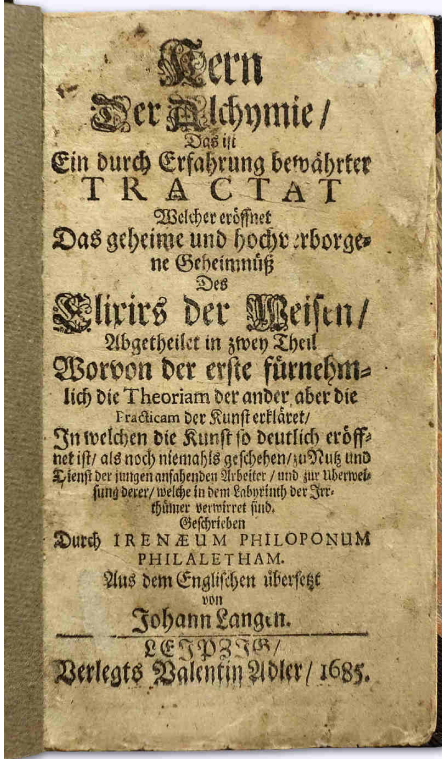 Kern
Der Alchymie/
Das ist
Ein durch Erfahrung bewährter
TRACTAT
Welcher eröffnet
Das geheime und hochverborge-
ne Geheimnüß
Des
Elixirs der Weisen/
Abgetheilet in zwey Theil
Worvon der erste fürnehm-
lich die Theoriam der ander aber die
Practicam der Kunst erkläret/
In welchen die Kunst so deutlich eröff-
net ist/ als noch niemahls geschehen/ zu Nutz und
Dienst der jungen anfahenden Arbeiter/ und zur Uberwei-
sung derer/ welche in dem Labyrinth der Irr-
thümer verwirret sind.
Geschrieben
Durch IRENÆUM PHILOPONUM
PHILALETHAM.
Aus dem Englischen übersetzt
von
Johann Langen.
LEIPZIG/
Verlegts Valentin Adler/ 1685.